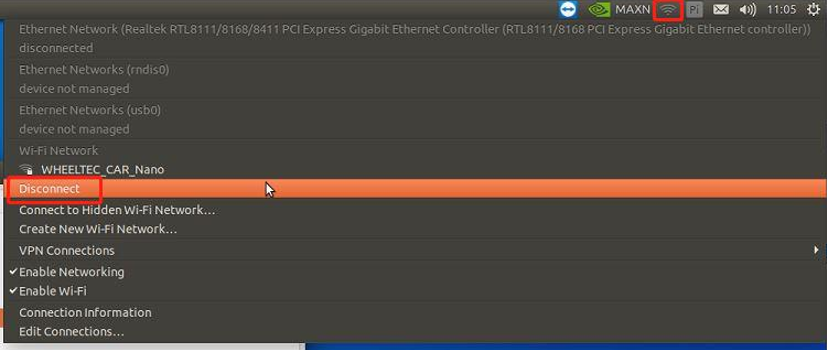 MAXN Pi 11:05
Ethernet Network (Realtek RTL8111/8168/8411 PCI Express Gigabit Ethernet Controller (RTL8111/8168 PCI Express Gigabit Ethernet controller))
disconnected
Ethernet Networks (rndis0)
device not managed
Ethernet Networks (usb0)
device not managed
Wi-Fi Network
WHEELTEC_CAR_Nano
Disconnect
Connect to Hidden Wi-Fi Network...
Create New Wi-Fi Network...
VPN Connections
Enable Networking
Enable Wi-Fi
Connection Information
Edit Connections...